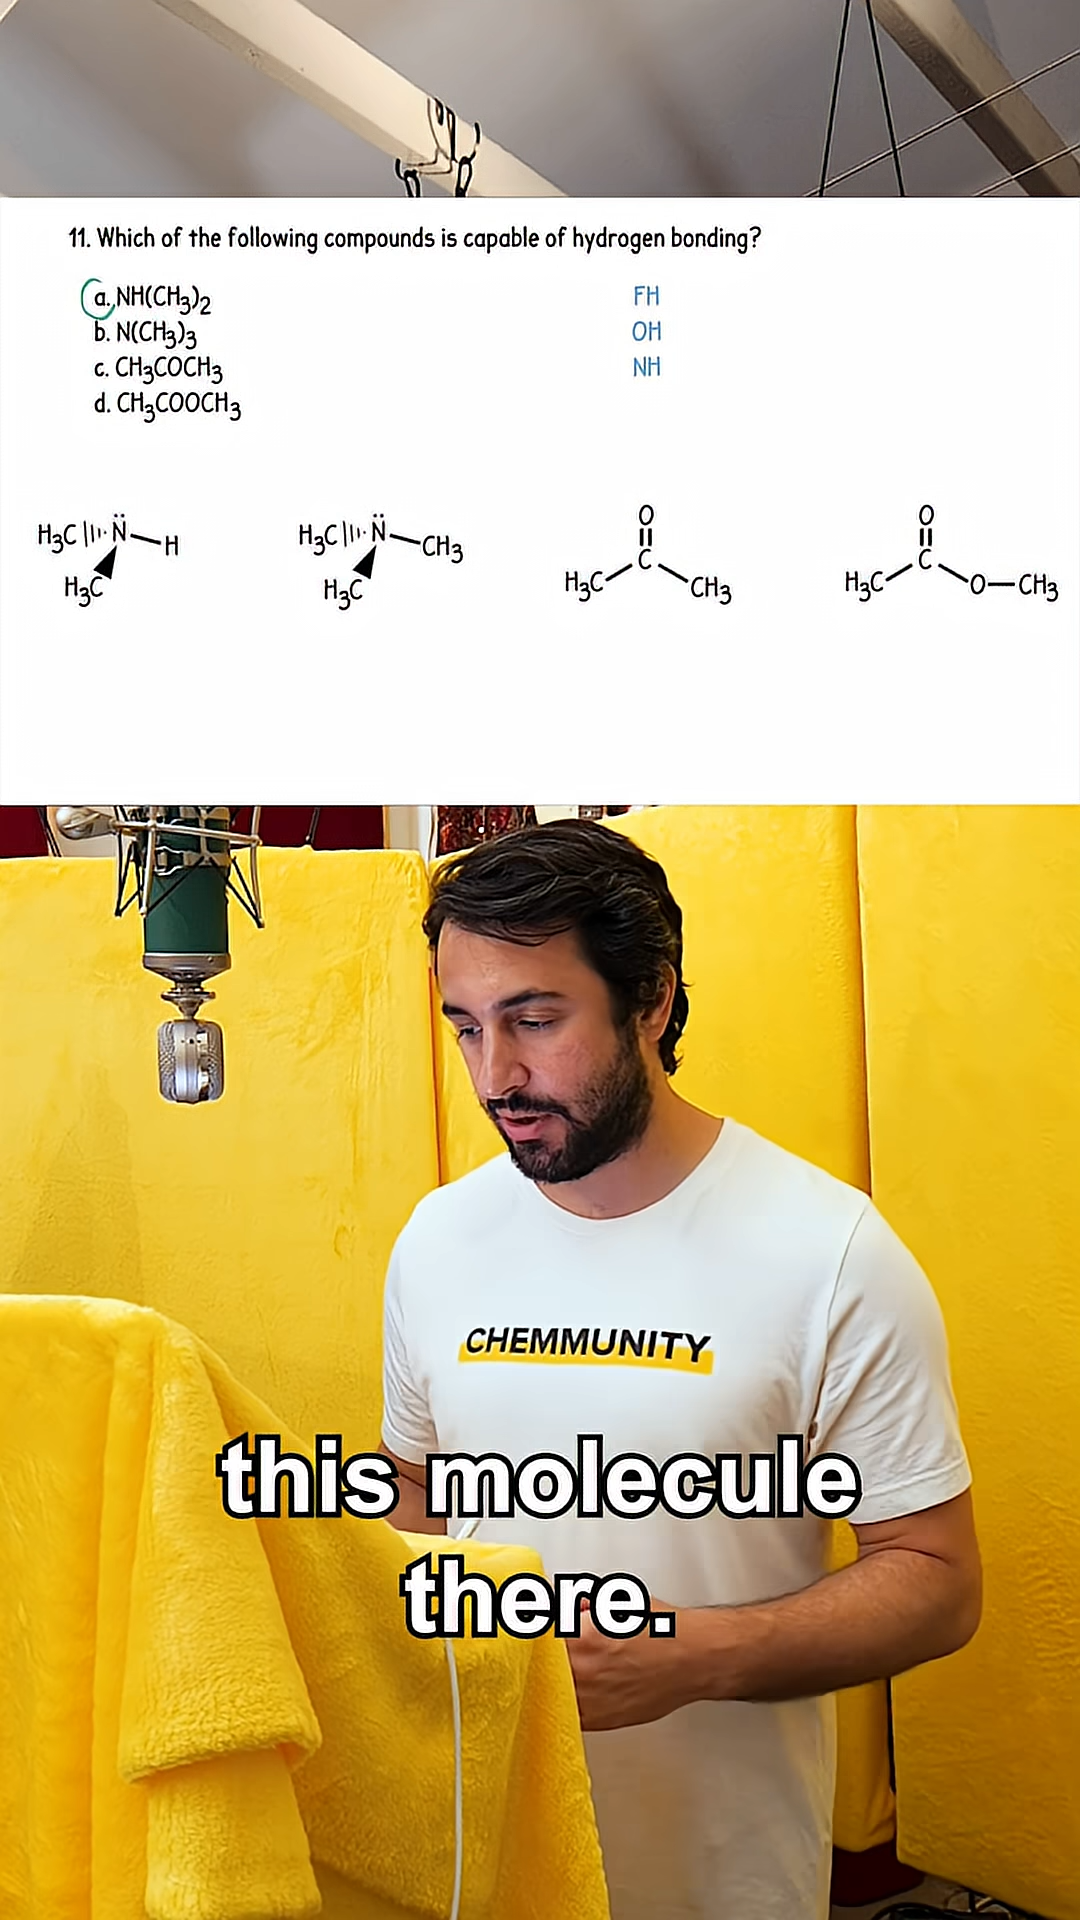 11. Which of the following compounds is capable of hydrogen bonding?
a. NH(CH3)2
b. N(CH3)3
c. CH3COCH3
d. CH3COOCH3
FH
OH
NH
H3C N H
H3C
H3C N CH3
H3C
O
C
H3C CH3
O
C
H3C O CH3
CHEMMUNITY
this molecule
there.